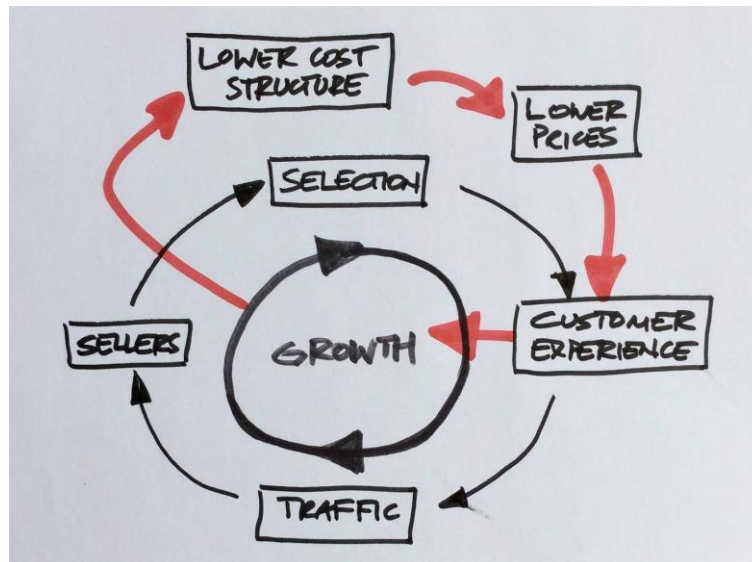 LOWER COST
STRUCTURE
LOWER
PRICES
SELECTION
SELLERS
GROWTH
CUSTOMER
EXPERIENCE
TRAFFIC